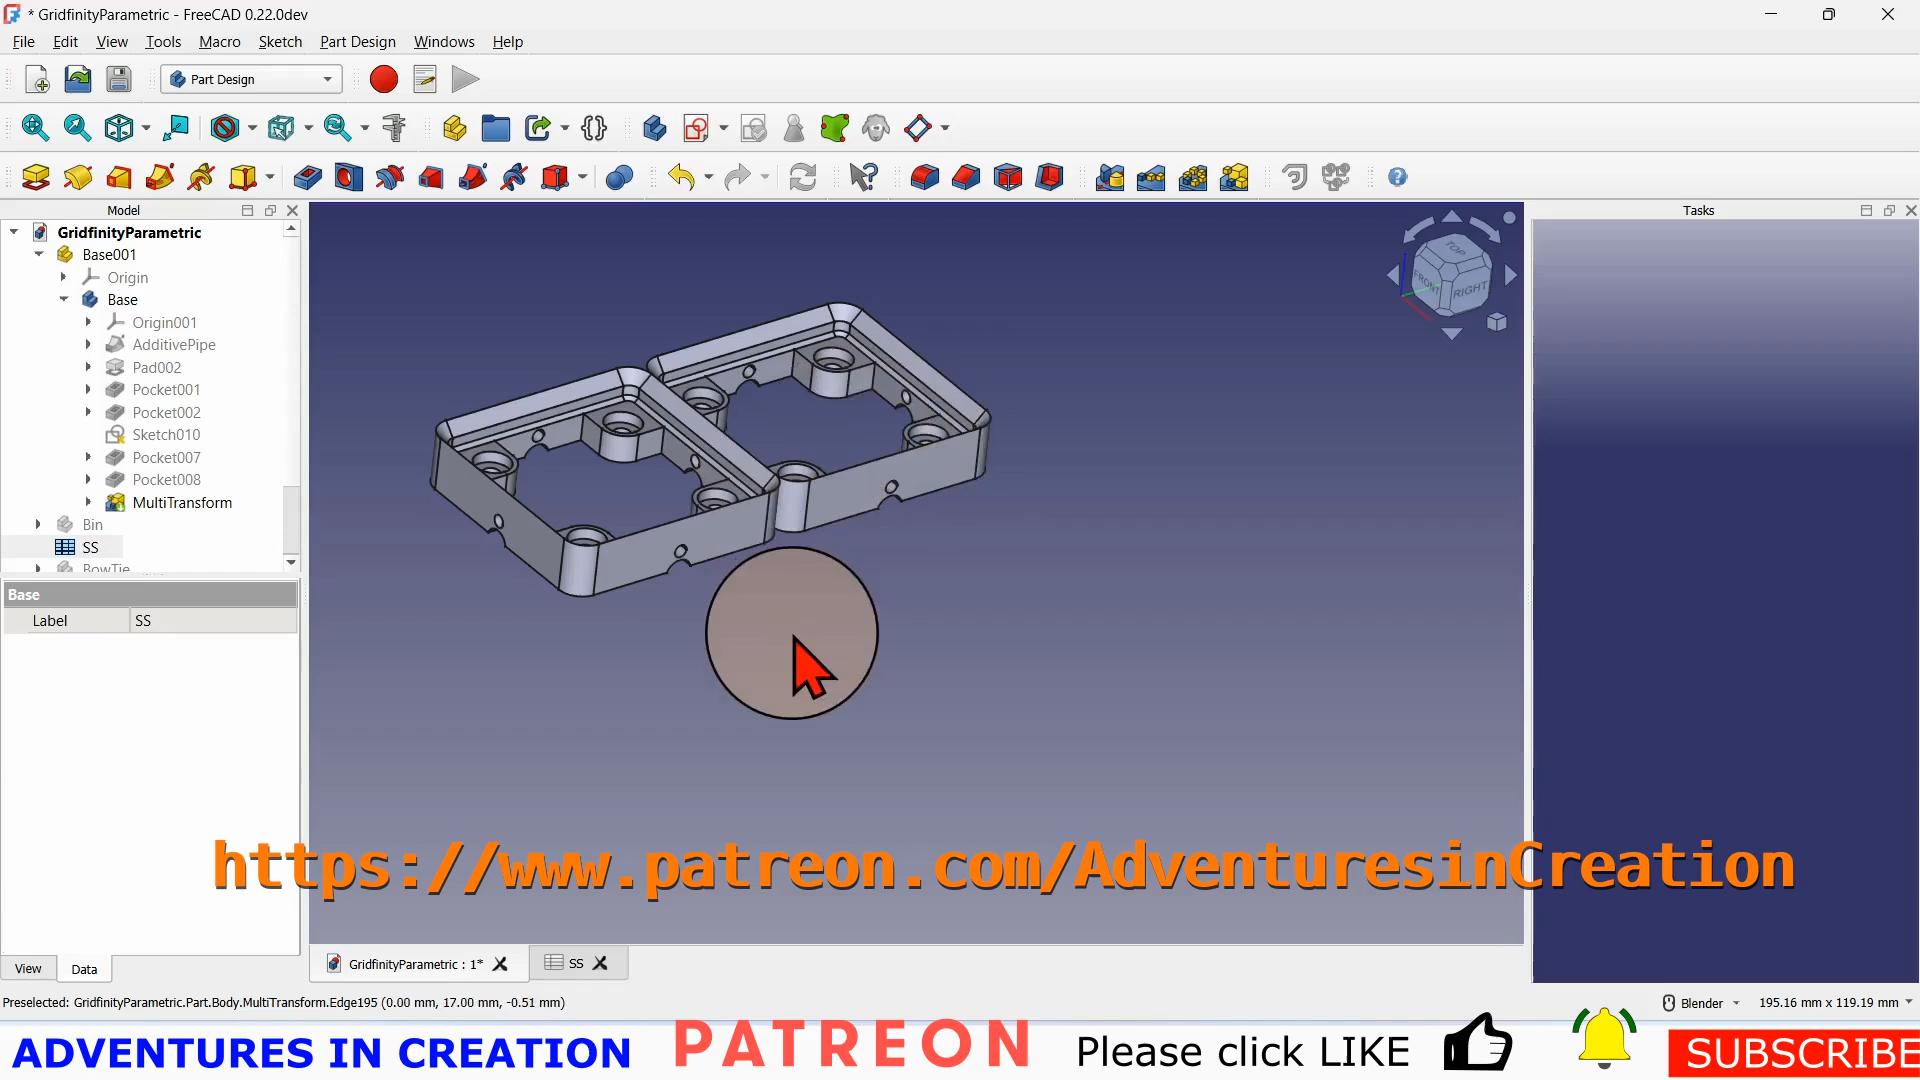 * GridfinityParametric - FreeCAD 0.22.0dev
File Edit View Tools Macro Sketch Part Design Windows Help
Part Design
Model
Tasks
GridfinityParametric
Base001
Origin
Base
Origin001
AdditivePipe
Pad002
Pocket001
Pocket002
Sketch010
Pocket007
Pocket008
MultiTransform
Bin
SS
BowTie
Base
Label SS
TOP
FRONT
RIGHT
https://www.patreon.com/AdventuresinCreation
View Data
GridfinityParametric : 1*
SS
Preselected: GridfinityParametric.Part.Body.MultiTransform.Edge195 (0.00 mm, 17.00 mm, -0.51 mm)
Blender
195.16 mm x 119.19 mm
ADVENTURES IN CREATION
PATREON
Please click LIKE
SUBSCRIBE